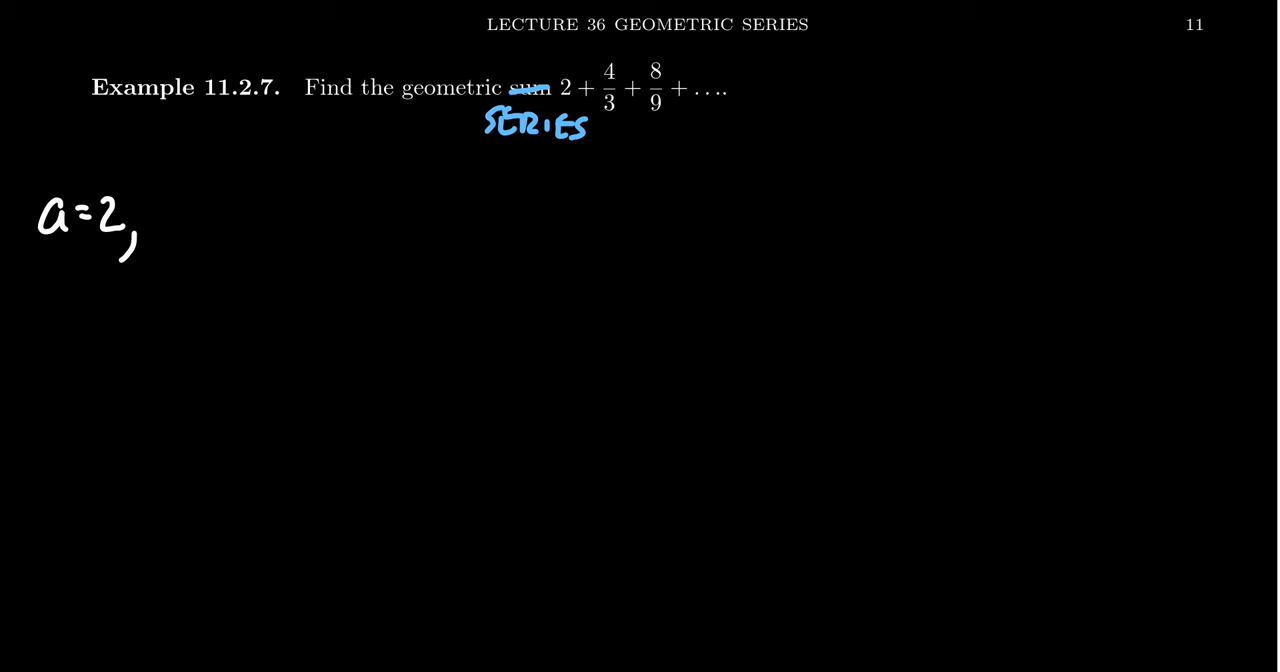 LECTURE 36 GEOMETRIC SERIES 11
Example 11.2.7. Find the geometric sum 2 + 4/3 + 8/9 + ....
SERIES
a=2,